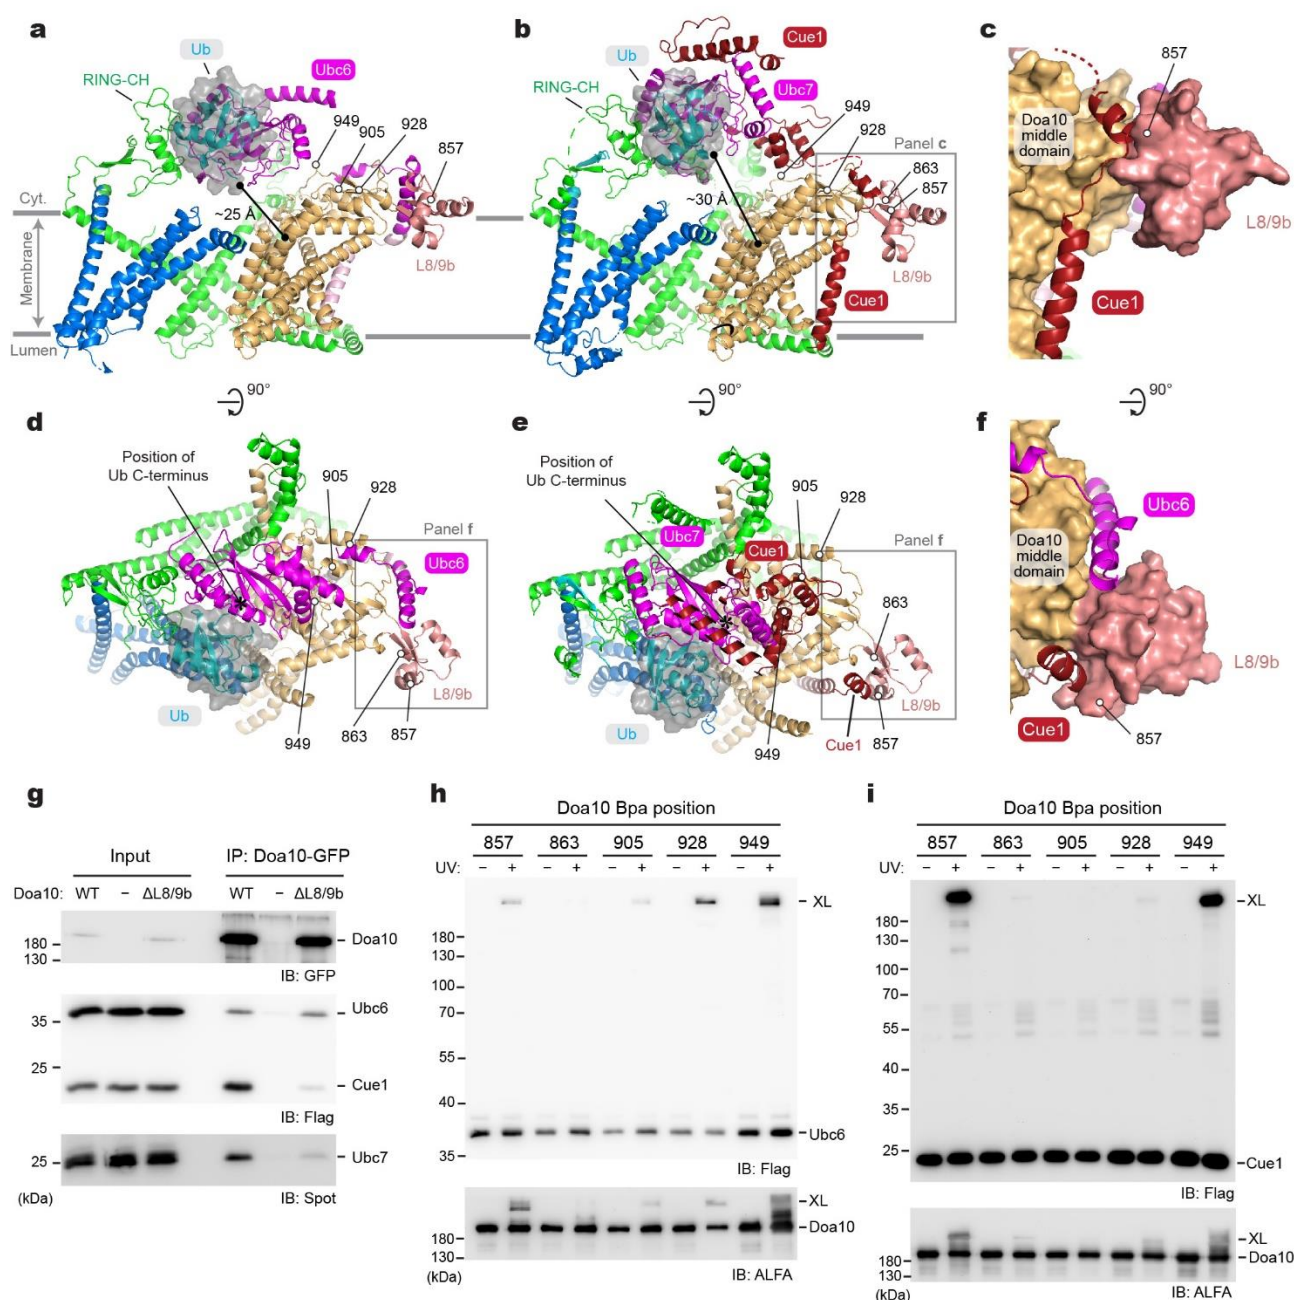 a
Ub
Ubc6
RING-CH
949
905
928
857
Cyt.
~25 Å
Membrane
L8/9b
Lumen
b
Cue1
Ub
Ubc7
RING-CH
949
928
Panel c
863
857
~30 Å
L8/9b
Cue1
c
857
Doa10
middle
domain
L8/9b
Cue1
90°
90°
90°
d
Position of
Ub C-terminus
905
928
Panel f
Ubc6
L8/9b
Ub
949
863
857
e
Position of
Ub C-terminus
905
928
Ubc7
Cue1
Panel f
863
L8/9b
Ub
949
Cue1
857
f
Ubc6
Doa10
middle
domain
L8/9b
Cue1
857
g
Input
IP: Doa10-GFP
Doa10: WT – ΔL8/9b WT – ΔL8/9b
180
130
Doa10
IB: GFP
35
Ubc6
25
Cue1
IB: Flag
25
Ubc7
(kDa)
IB: Spot
h
Doa10 Bpa position
857 863 905 928 949
UV: – + – + – + – + – +
XL
180
130
100
70
55
40
Ubc6
35
IB: Flag
XL
Doa10
180
130
(kDa)
IB: ALFA
i
Doa10 Bpa position
857 863 905 928 949
UV: – + – + – + – + – +
XL
180
130
100
70
55
40
35
25
Cue1
IB: Flag
XL
180
Doa10
130
(kDa)
IB: ALFA